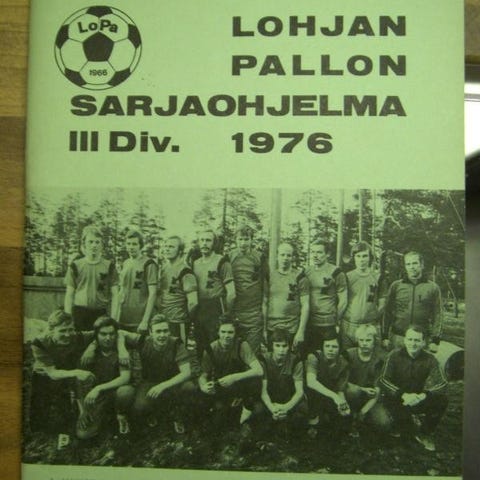 LoPa
1966
LOHJAN
PALLON
SARJAOHJELMA
III Div. 1976